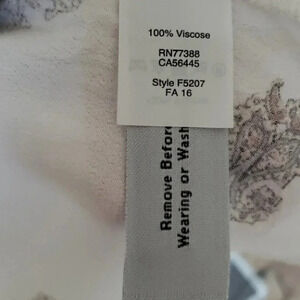 100% Viscose
RN77388
CA56445
Style F5207
FA 16
Remove Before
Wearing or Wash